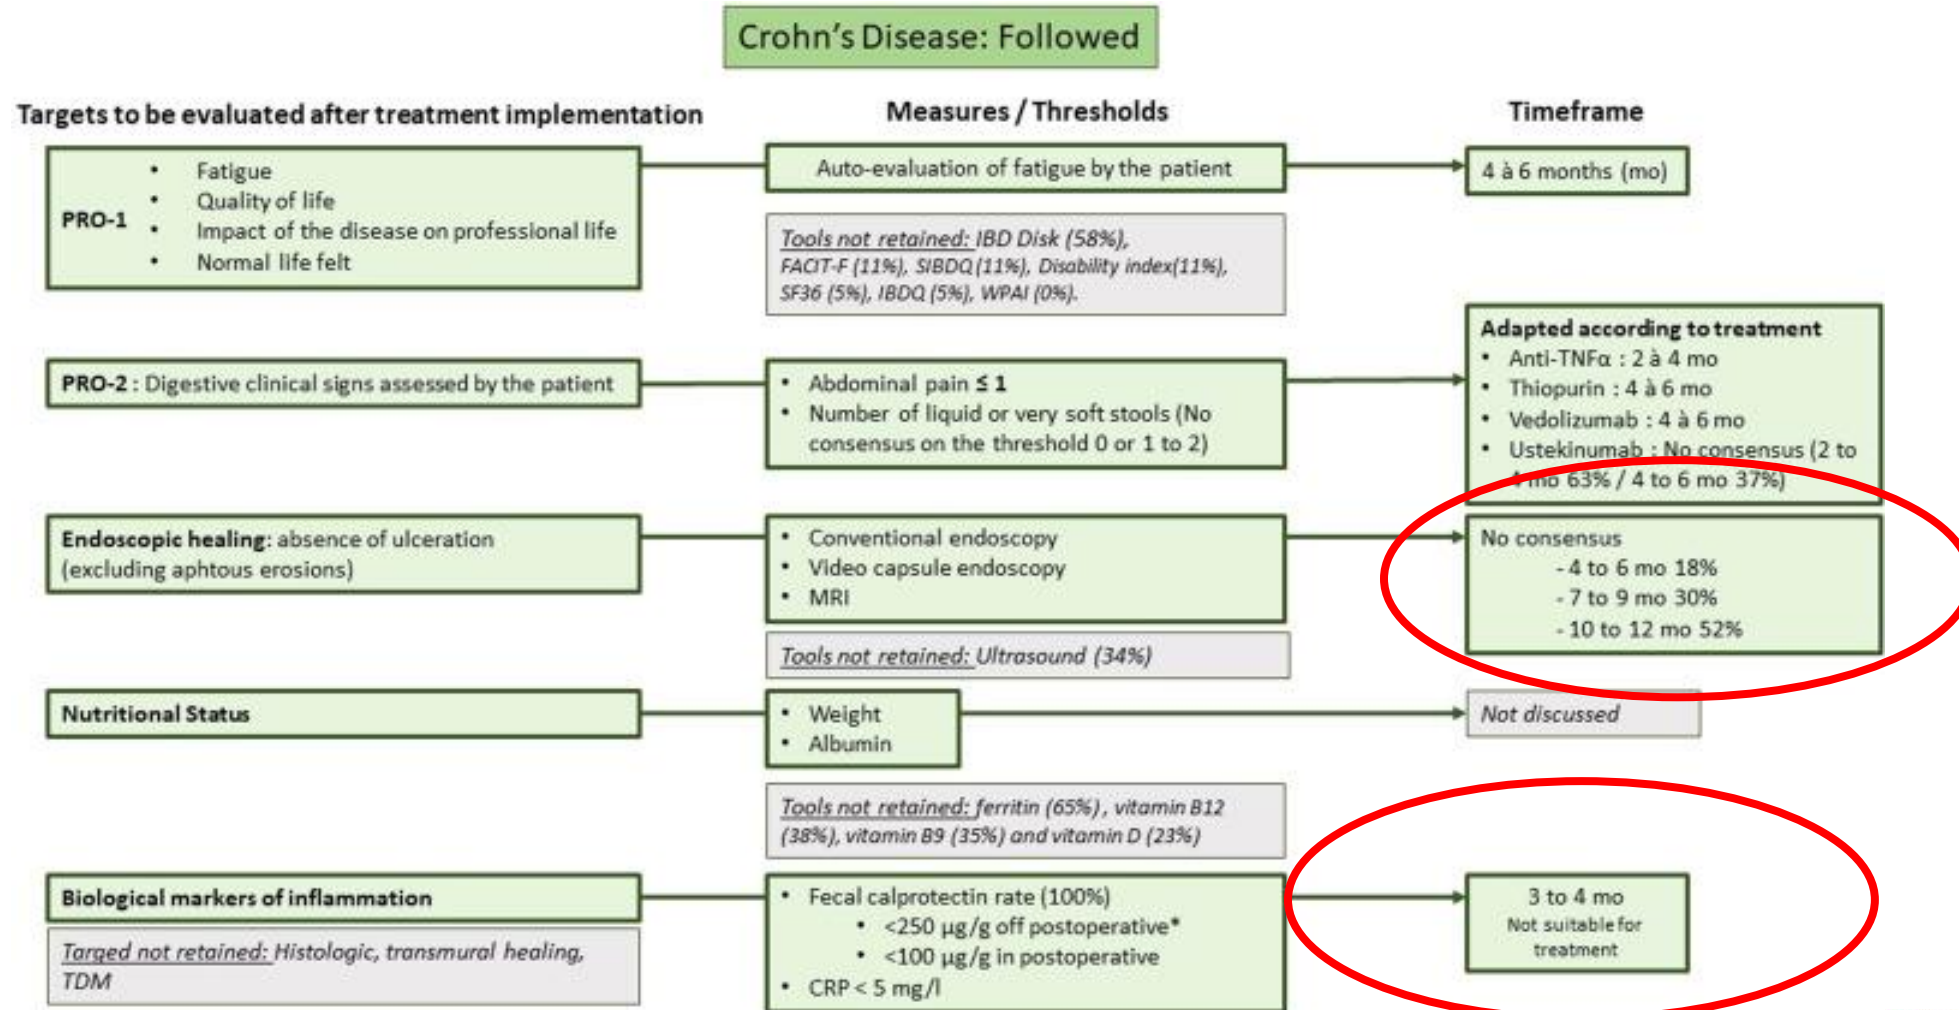 Crohn's Disease: Followed
Targets to be evaluated after treatment implementation
Measures / Thresholds
Timeframe
PRO-1
• Fatigue
• Quality of life
• Impact of the disease on professional life
• Normal life felt
Auto-evaluation of fatigue by the patient
4 à 6 months (mo)
Tools not retained: IBD Disk (58%),
FACIT-F (11%), SIBDQ (11%), Disability index(11%),
SF36 (5%), IBDQ (5%), WPAI (0%).
PRO-2 : Digestive clinical signs assessed by the patient
• Abdominal pain ≤ 1
• Number of liquid or very soft stools (No
consensus on the threshold 0 or 1 to 2)
Adapted according to treatment
• Anti-TNFα : 2 à 4 mo
• Thiopurin : 4 à 6 mo
• Vedolizumab : 4 à 6 mo
• Ustekinumab : No consensus (2 to
4 mo 63% / 4 to 6 mo 37%)
Endoscopic healing: absence of ulceration
(excluding aphtous erosions)
• Conventional endoscopy
• Video capsule endoscopy
• MRI
No consensus
- 4 to 6 mo 18%
- 7 to 9 mo 30%
- 10 to 12 mo 52%
Tools not retained: Ultrasound (34%)
Nutritional Status
• Weight
• Albumin
Not discussed
Tools not retained: ferritin (65%), vitamin B12
(38%), vitamin B9 (35%) and vitamin D (23%)
Biological markers of inflammation
• Fecal calprotectin rate (100%)
• <250 µg/g off postoperative*
• <100 µg/g in postoperative
• CRP < 5 mg/l
3 to 4 mo
Not suitable for
treatment
Targed not retained: Histologic, transmural healing,
TDM